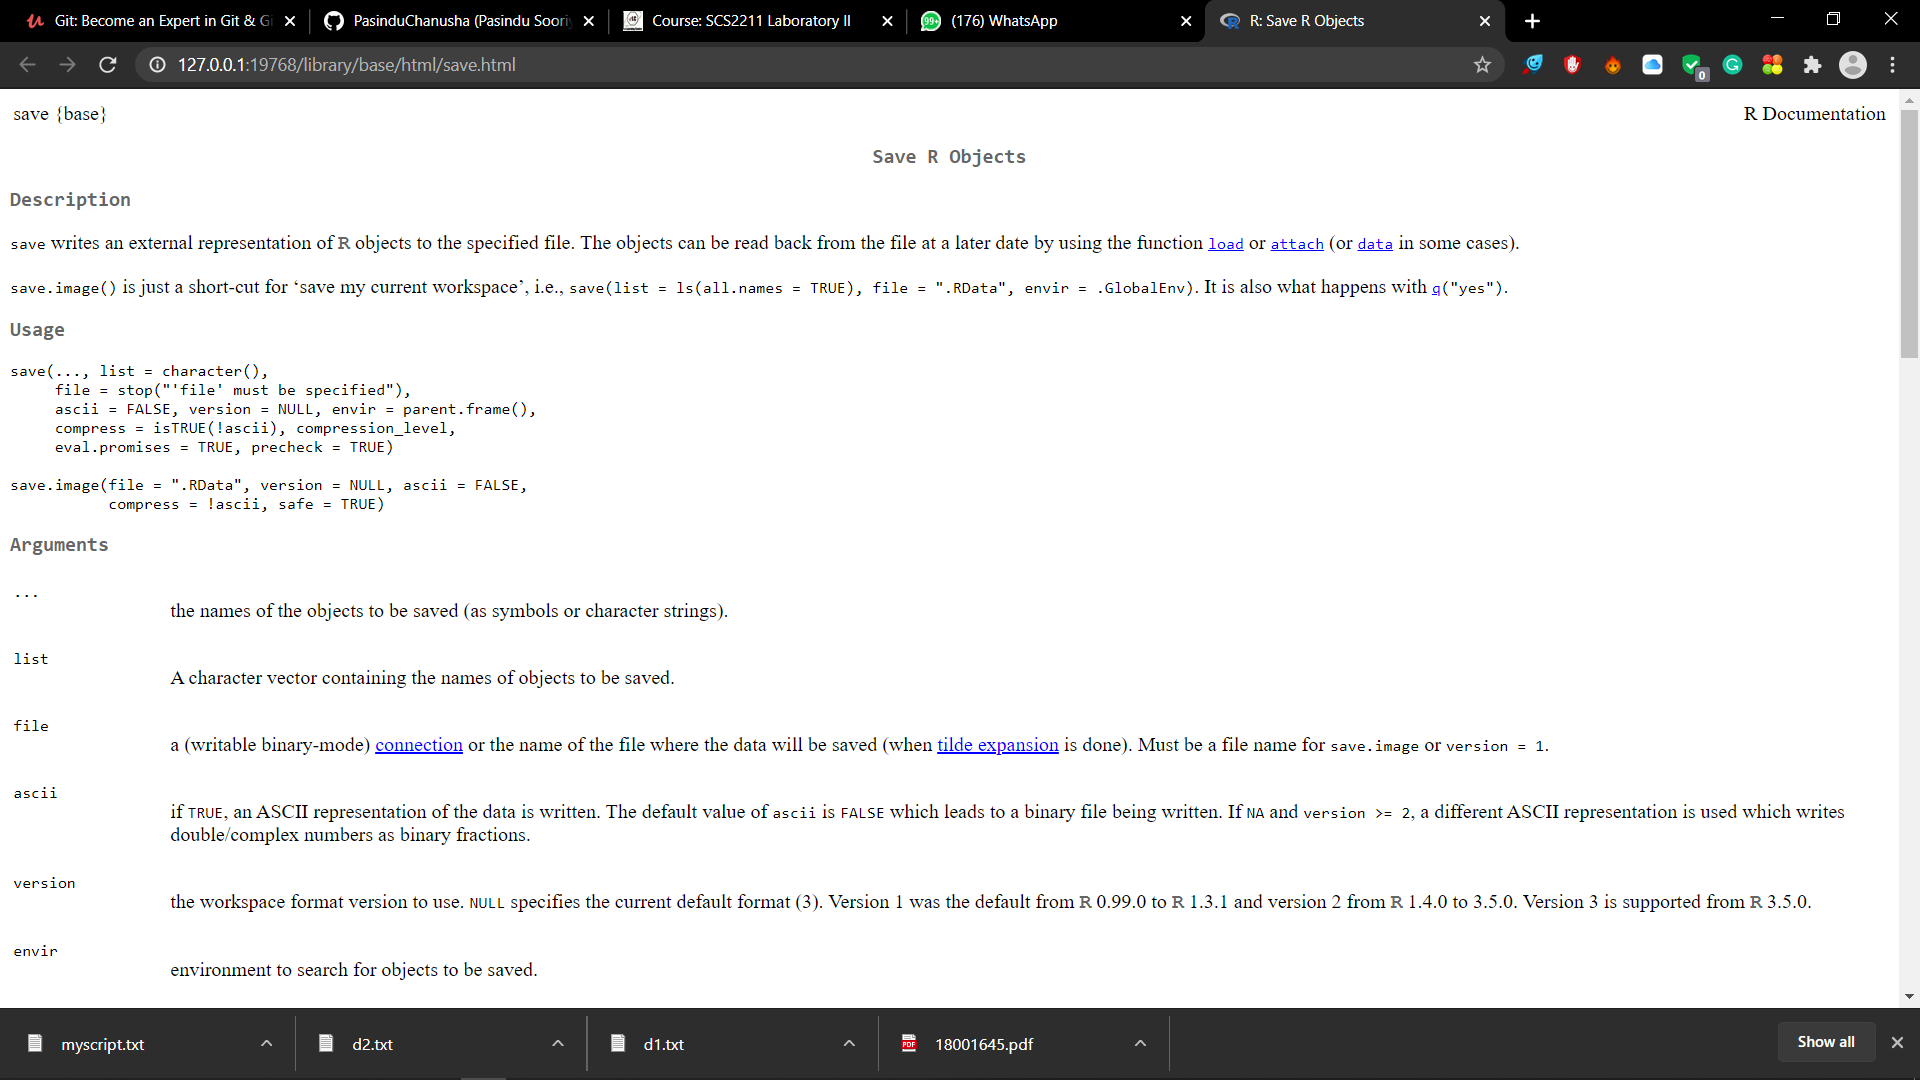 Git: Become an Expert in Git & Gi
PasinduChanusha (Pasindu Soori
Course: SCS2211 Laboratory II
99+ (176) WhatsApp
R: Save R Objects
127.0.0.1:19768/library/base/html/save.html
0
save {base}
R Documentation
Save R Objects
Description
save writes an external representation of R objects to the specified file. The objects can be read back from the file at a later date by using the function load or attach (or data in some cases).
save.image() is just a short-cut for ‘save my current workspace’, i.e., save(list = ls(all.names = TRUE), file = ".RData", envir = .GlobalEnv). It is also what happens with q("yes").
Usage
save(..., list = character(),
     file = stop("'file' must be specified"),
     ascii = FALSE, version = NULL, envir = parent.frame(),
     compress = isTRUE(!ascii), compression_level,
     eval.promises = TRUE, precheck = TRUE)
save.image(file = ".RData", version = NULL, ascii = FALSE,
           compress = !ascii, safe = TRUE)
Arguments
...
the names of the objects to be saved (as symbols or character strings).
list
A character vector containing the names of objects to be saved.
file
a (writable binary-mode) connection or the name of the file where the data will be saved (when tilde expansion is done). Must be a file name for save.image or version = 1.
ascii
if TRUE, an ASCII representation of the data is written. The default value of ascii is FALSE which leads to a binary file being written. If NA and version >= 2, a different ASCII representation is used which writes
double/complex numbers as binary fractions.
version
the workspace format version to use. NULL specifies the current default format (3). Version 1 was the default from R 0.99.0 to R 1.3.1 and version 2 from R 1.4.0 to 3.5.0. Version 3 is supported from R 3.5.0.
envir
environment to search for objects to be saved.
myscript.txt
d2.txt
d1.txt
PDF 18001645.pdf
Show all